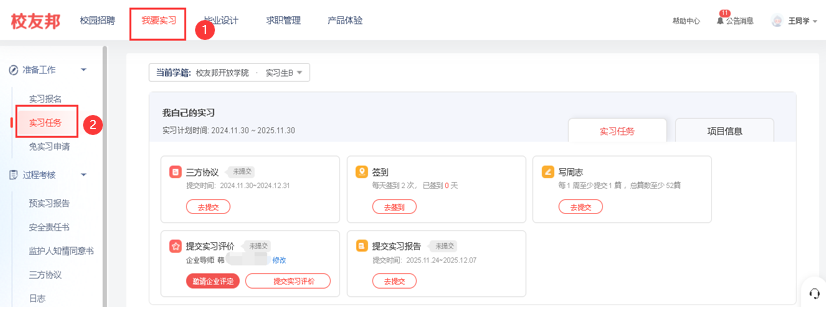 校友邦 校园招聘 我要实习 毕业设计 求职管理 产品体验 帮助中心 11 公告消息 王同学
1
准备工作
实习报名
实习任务
2
免实习申请
过程考核
预实习报告
安全责任书
监护人知情同意书
三方协议
日志
当前学籍: 校友邦开放学院 · 实习生B
我自己的实习
实习计划时间: 2024.11.30 ~ 2025.11.30
实习任务 项目信息
三方协议 未提交
提交时间: 2024.11.30~2024.12.31
去提交
签到
每天签到 2 次, 已签到 0 天
去签到
写周志
每 1 周至少提交 1 篇, 总篇数至少 52篇
去提交
提交实习评价 未提交
企业导师 韩 修改
邀请企业评定 提交实习评价
提交实习报告 未提交
提交时间: 2025.11.24~2025.12.07
去提交